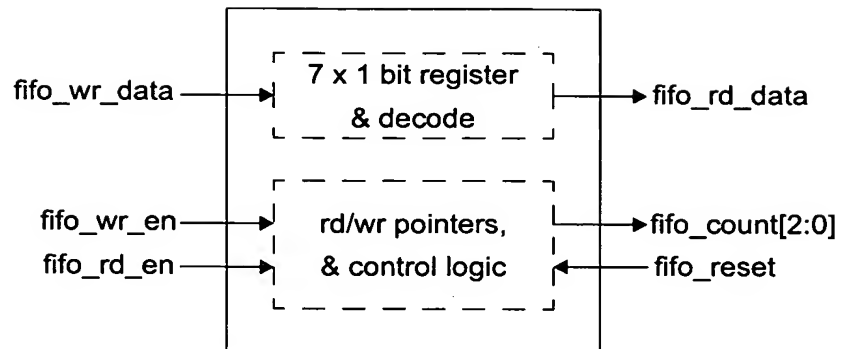 7 x 1 bit register
& decode
fifo_wr_data
fifo_rd_data
fifo_wr_en
fifo_rd_en
rd/wr pointers,
& control logic
fifo_count[2:0]
fifo_reset